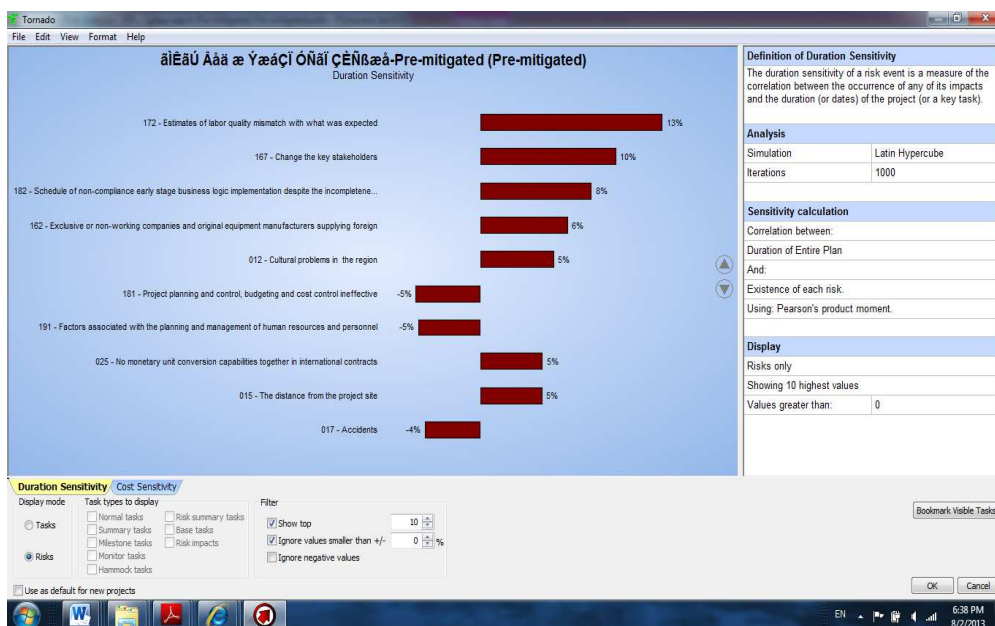 Tornado
File Edit View Format Help
ãÌÊãÚ Ãåä æ ÝæáÇÏ ÓÑãÏ ÇÈÑßæå-Pre-mitigated (Pre-mitigated)
Duration Sensitivity
172 - Estimates of labor quality mismatch with what was expected 13%
167 - Change the key stakeholders 10%
182 - Schedule of non-compliance early stage business logic implementation despite the incompletene... 8%
162 - Exclusive or non-working companies and original equipment manufacturers supplying foreign 6%
012 - Cultural problems in the region 5%
181 - Project planning and control, budgeting and cost control ineffective -5%
191 - Factors associated with the planning and management of human resources and personnel -5%
025 - No monetary unit conversion capabilities together in international contracts 5%
015 - The distance from the project site 5%
017 - Accidents -4%
Definition of Duration Sensitivity
The duration sensitivity of a risk event is a measure of the
correlation between the occurrence of any of its impacts
and the duration (or dates) of the project (or a key task).
Analysis
Simulation Latin Hypercube
Iterations 1000
Sensitivity calculation
Correlation between:
Duration of Entire Plan
And:
Existence of each risk.
Using: Pearson's product moment.
Display
Risks only
Showing 10 highest values
Values greater than: 0
Duration Sensitivity Cost Sensitivity
Display mode
Tasks
Risks
Task types to display
Normal tasks Risk summary tasks
Summary tasks Base tasks
Milestone tasks Risk impacts
Monitor tasks
Hammock tasks
Filter
Show top 10
Ignore values smaller than +/- 0 %
Ignore negative values
Bookmark Visible Tasks
Use as default for new projects
OK Cancel
EN 6:38 PM
8/2/2013